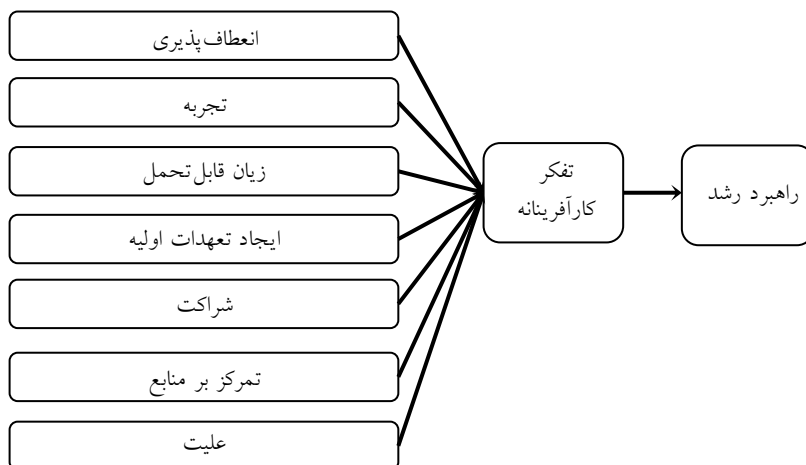 انعطاف‌پذیری
تجربه
زیان قابل‌تحمل
ایجاد تعهدات اولیه
شراکت
تمرکز بر منابع
علیت
تفکر
کارآفرینانه
راهبرد رشد